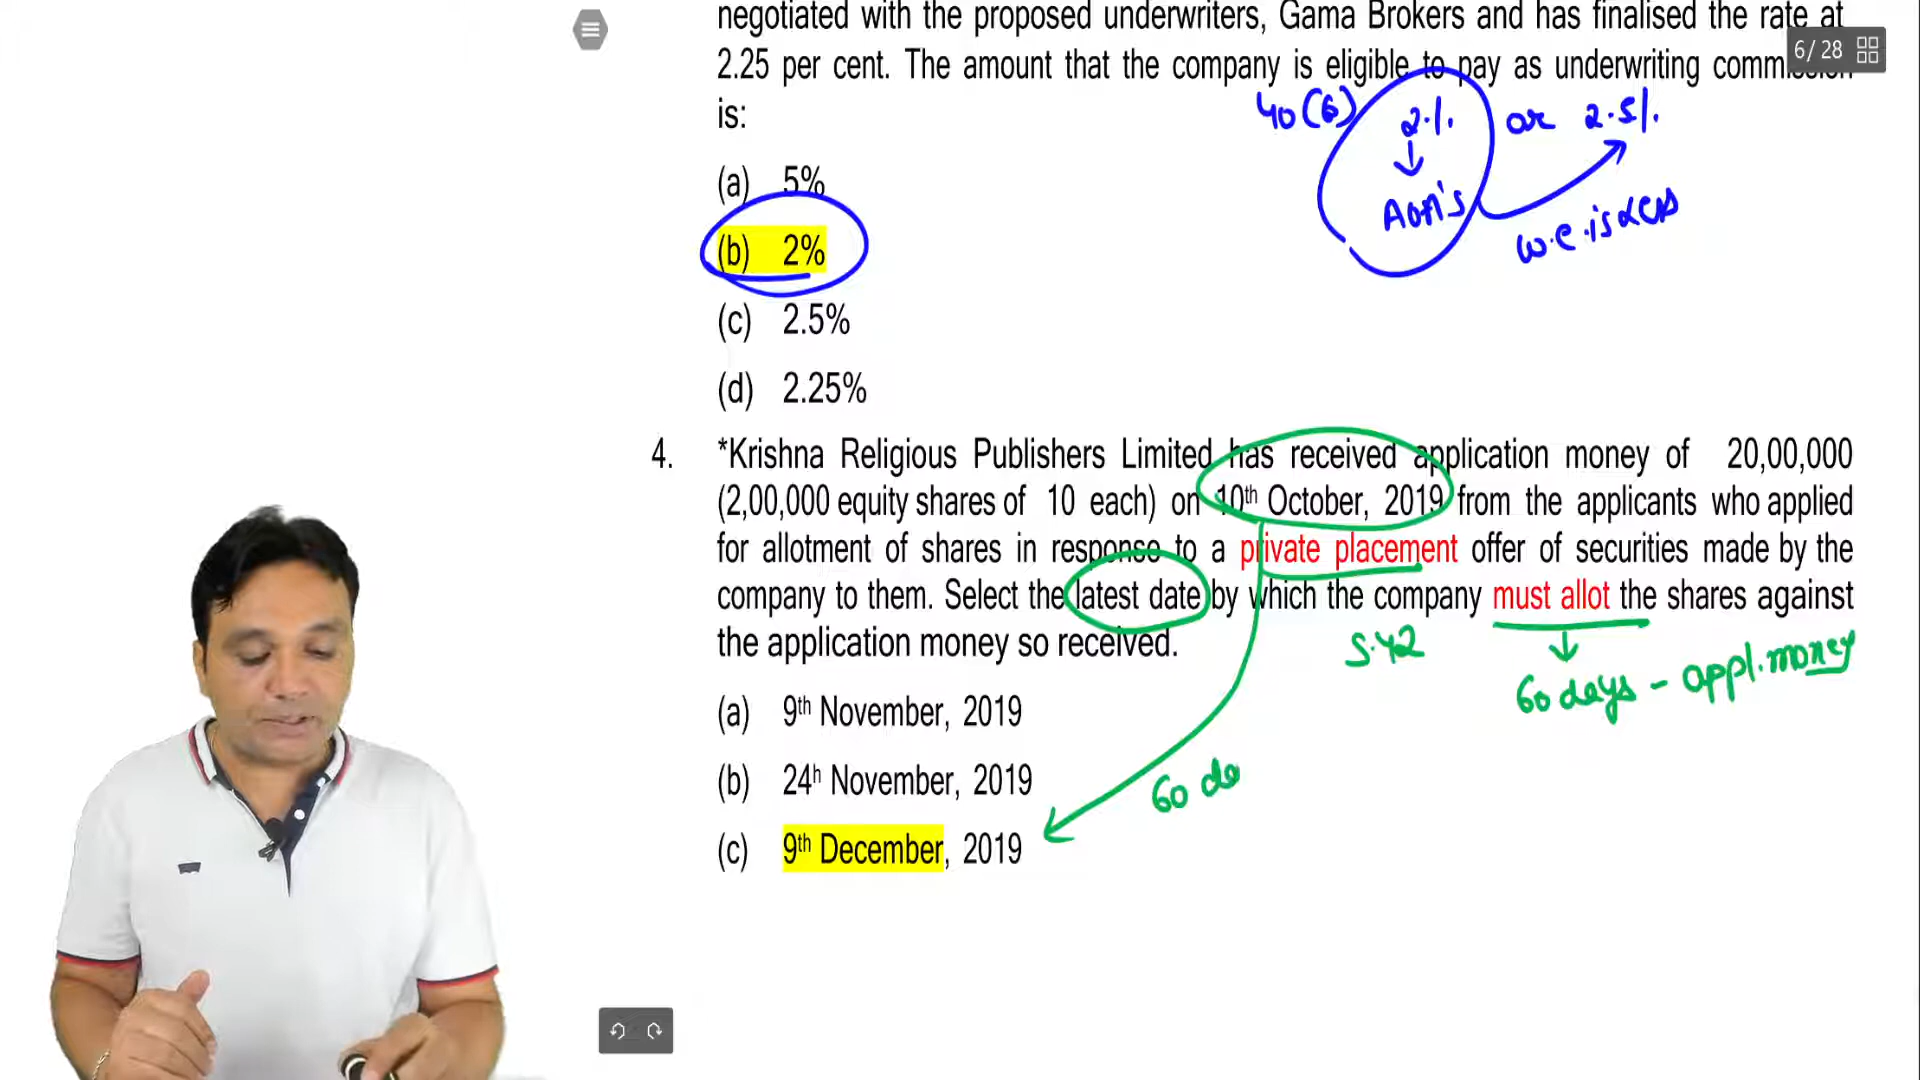 negotiated with the proposed underwriters, Gama Brokers and has finalised the rate at
6/ 28
2.25 per cent. The amount that the company is eligible to pay as underwriting commission
is:
40(6) 2% or 2.5%.
(a) 5%
AOA's
w.e. is less
(b) 2%
(c) 2.5%
(d) 2.25%
4. *Krishna Religious Publishers Limited has received application money of 20,00,000
(2,00,000 equity shares of 10 each) on 10th October, 2019 from the applicants who applied
for allotment of shares in response to a private placement offer of securities made by the
company to them. Select the latest date by which the company must allot the shares against
the application money so received.
S.42
60 days - appl. money
(a) 9th November, 2019
(b) 24h November, 2019
60 da
(c) 9th December, 2019